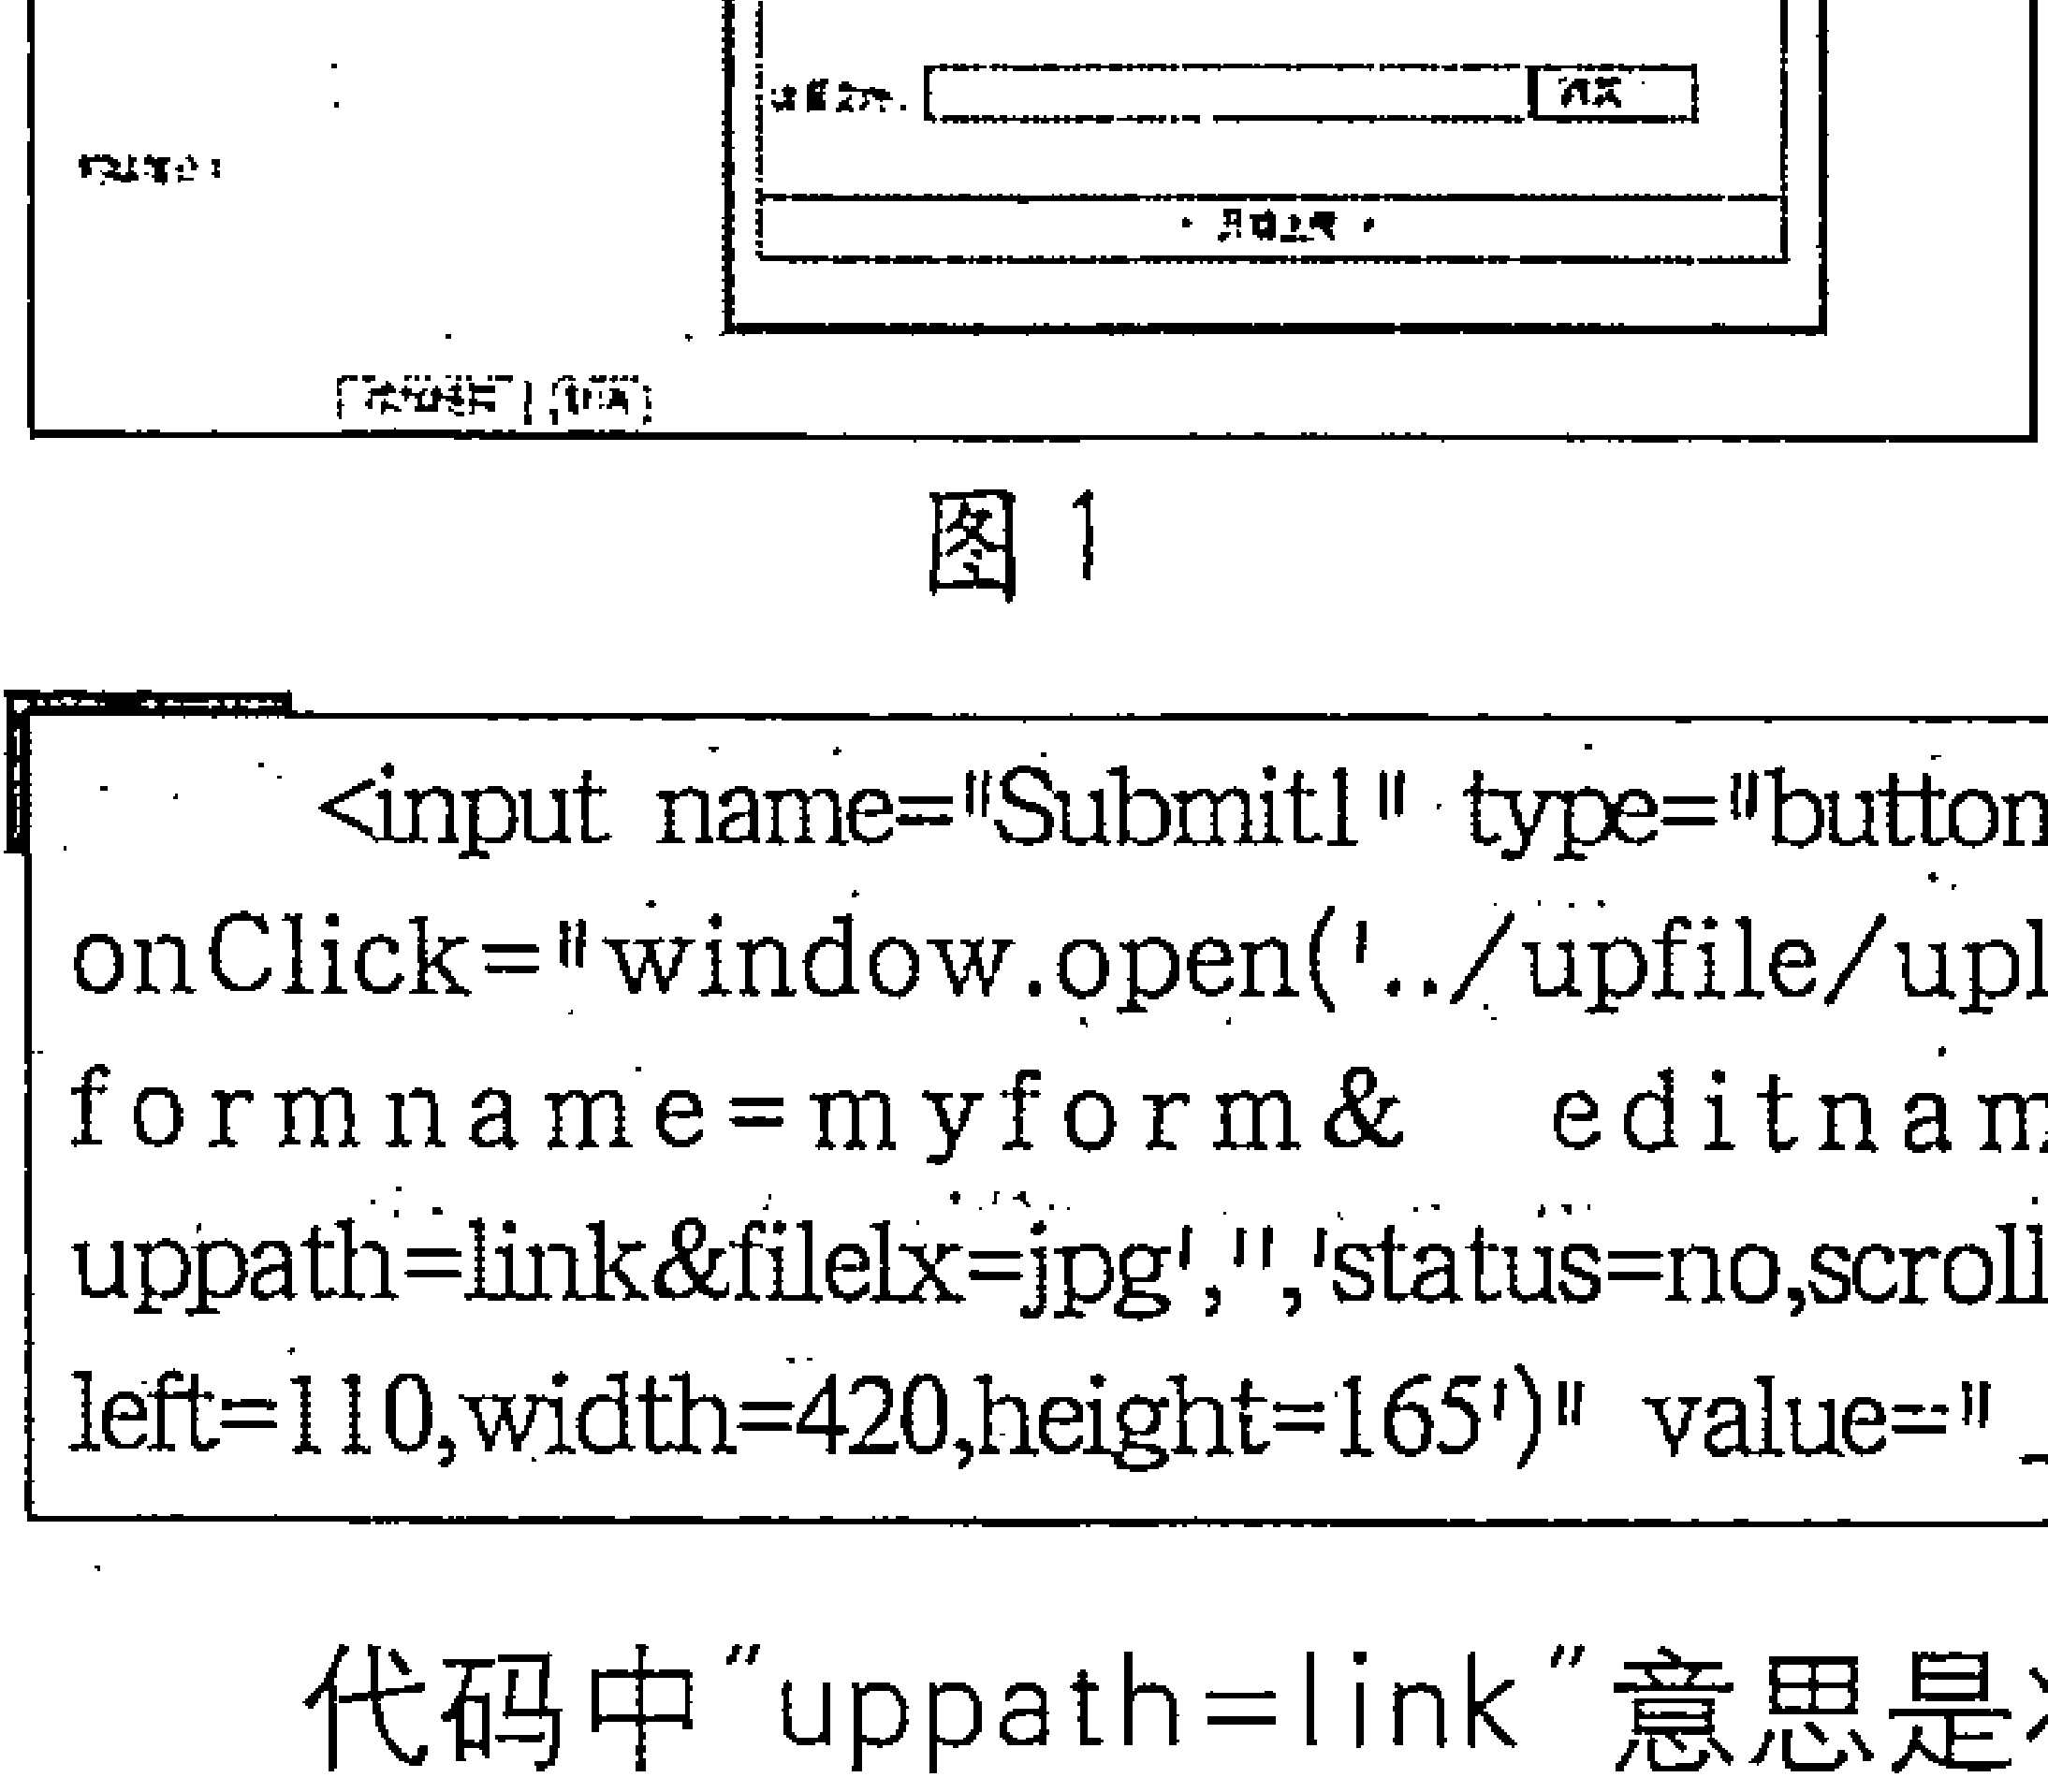 图 1
<input name="Submit1" type="button
onClick="window.open('../upfile/upl
formname=myform& editnam
uppath=link&filelx=jpg','','status=no,scroll
left=110,width=420,height=165')" value="_
代码中"uppath=link"意思是